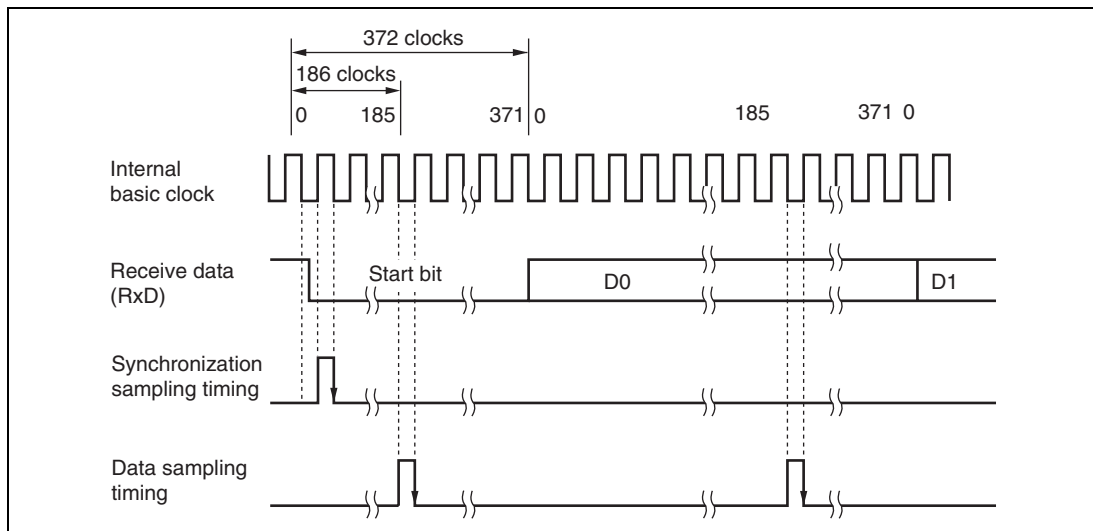 372 clocks
186 clocks
0 185 371 0 185 371 0
Internal
basic clock
Receive data
(RxD)
Start bit
D0
D1
Synchronization
sampling timing
Data sampling
timing